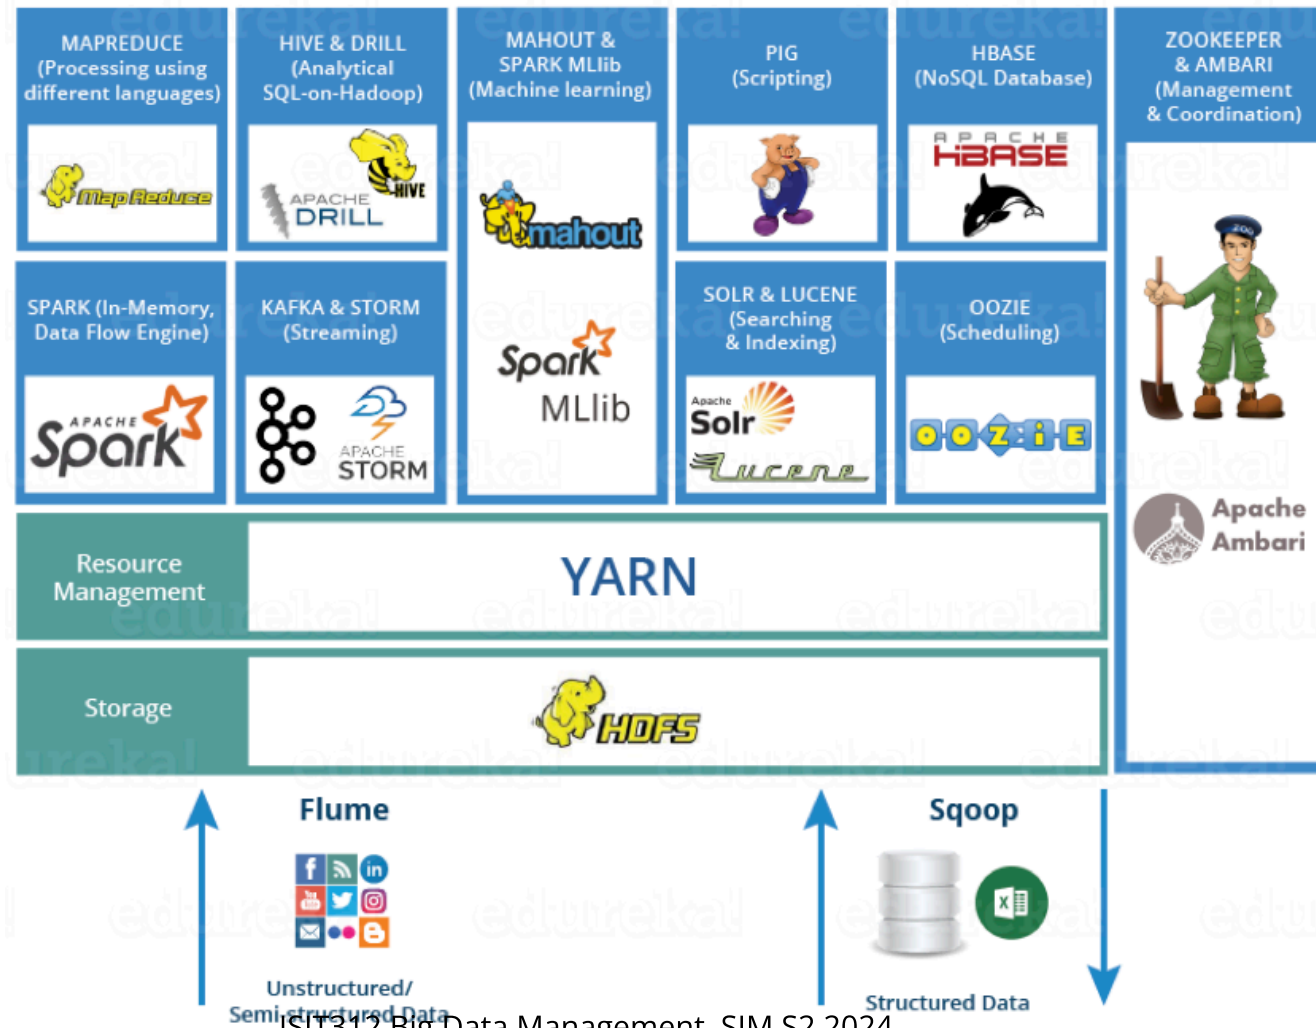 MAPREDUCE
(Processing using
different languages)
Map Reduce
HIVE & DRILL
(Analytical
SQL-on-Hadoop)
HIVE
APACHE
DRILL
MAHOUT &
SPARK MLlib
(Machine learning)
mahout
Spark
MLlib
PIG
(Scripting)
HBASE
(NoSQL Database)
APACHE
HBASE
ZOOKEEPER
& AMBARI
(Management
& Coordination)
ZOO
Apache
Ambari
SPARK (In-Memory,
Data Flow Engine)
APACHE
Spark
KAFKA & STORM
(Streaming)
APACHE
STORM
SOLR & LUCENE
(Searching
& Indexing)
Apache
Solr
Lucene
OOZIE
(Scheduling)
OOZiE
Resource
Management
YARN
Storage
HDFS
Flume
Unstructured/
Semi-structured Data
Sqoop
Structured Data
ISIT312 Big Data Management, SIM S2 2024
edureka!